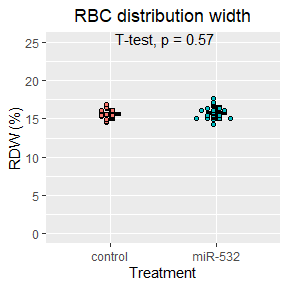 RBC distribution width
T-test, p = 0.57
25
20
15
10
5
0
RDW (%)
control
miR-532
Treatment